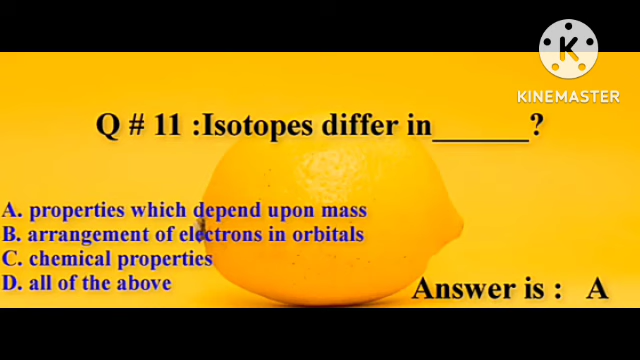 K
KINEMASTER
Q # 11 :Isotopes differ in______?
A. properties which depend upon mass
B. arrangement of electrons in orbitals
C. chemical properties
D. all of the above
Answer is : A